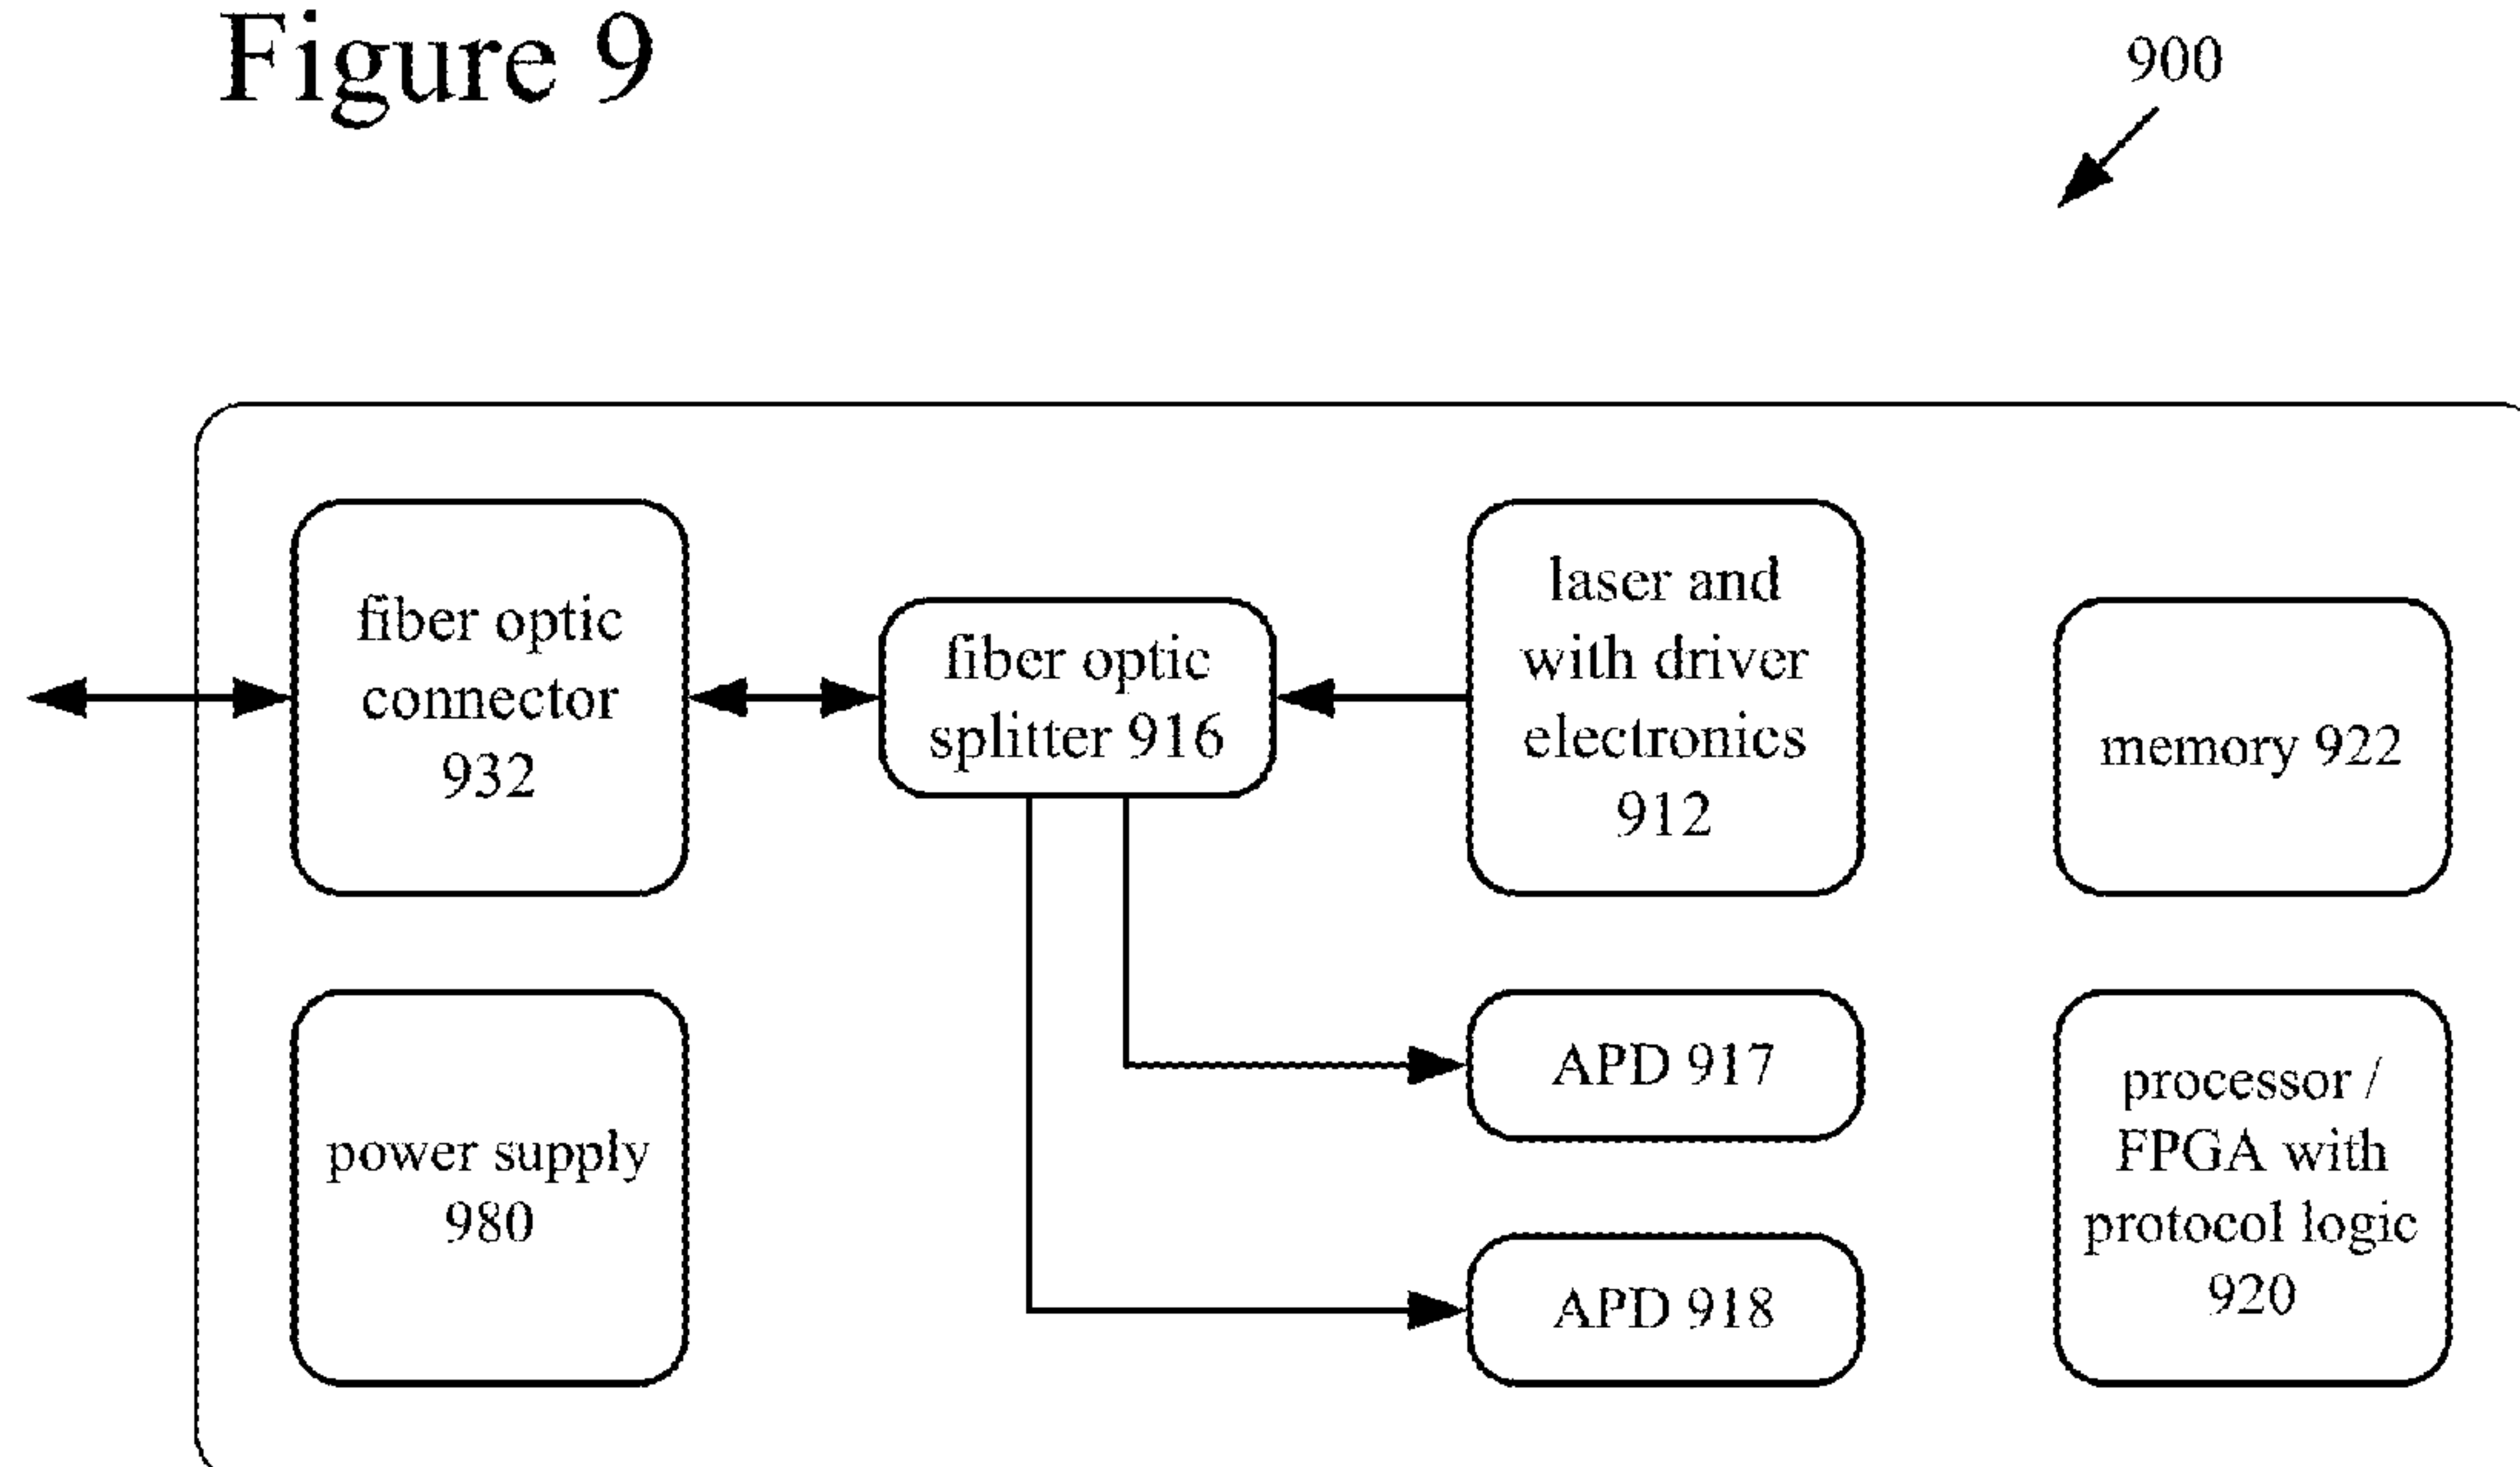 Figure 9
900
fiber optic
connector
932
fiber optic
splitter 916
laser and
with driver
electronics
912
memory 922
power supply
980
APD 917
APD 918
processor /
FPGA with
protocol logic
920